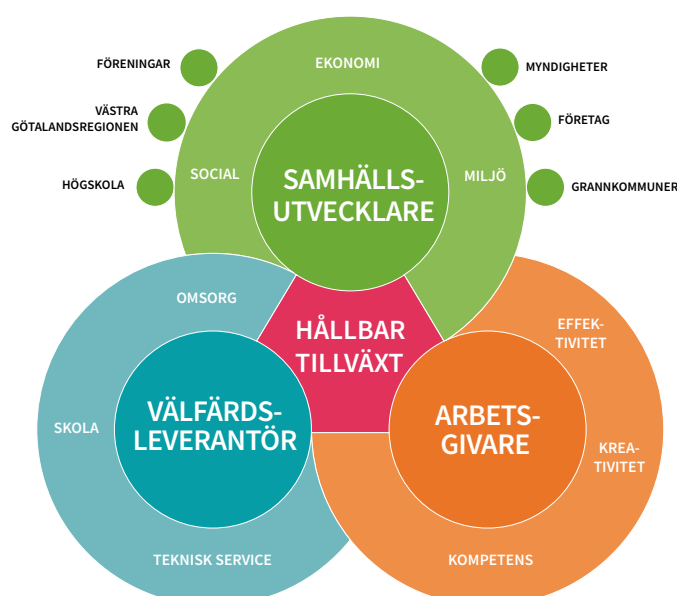 EKONOMI
FÖRENINGAR
MYNDIGHETER
VÄSTRA
GÖTALANDSREGIONEN
FÖRETAG
SOCIAL
MILJÖ
HÖGSKOLA
GRANNKOMMUNER
SAMHÄLLS-
UTVECKLARE
OMSORG
HÅLLBAR
TILLVÄXT
EFFEK-
TIVITET
VÄLFÄRDS-
LEVERANTÖR
ARBETS-
GIVARE
SKOLA
KREA-
TIVITET
TEKNISK SERVICE
KOMPETENS